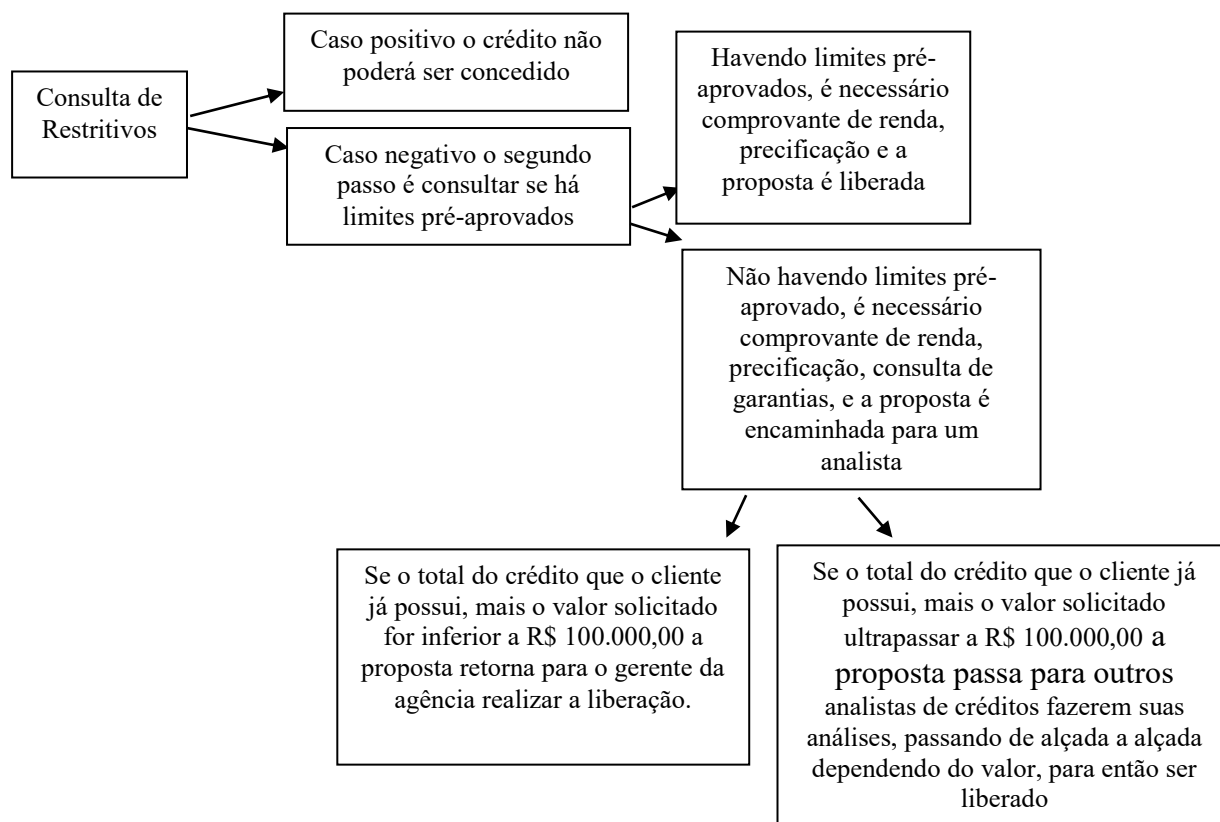 Consulta de
Restritivos
Caso positivo o crédito não
poderá ser concedido
Caso negativo o segundo
passo é consultar se há
limites pré-aprovados
Havendo limites pré-
aprovados, é necessário
comprovante de renda,
precificação e a
proposta é liberada
Não havendo limites pré-
aprovado, é necessário
comprovante de renda,
precificação, consulta de
garantias, e a proposta é
encaminhada para um
analista
Se o total do crédito que o cliente
já possui, mais o valor solicitado
for inferior a R$ 100.000,00 a
proposta retorna para o gerente da
agência realizar a liberação.
Se o total do crédito que o cliente já
possui, mais o valor solicitado
ultrapassar a R$ 100.000,00 a
proposta passa para outros
analistas de créditos fazerem suas
análises, passando de alçada a alçada
dependendo do valor, para então ser
liberado